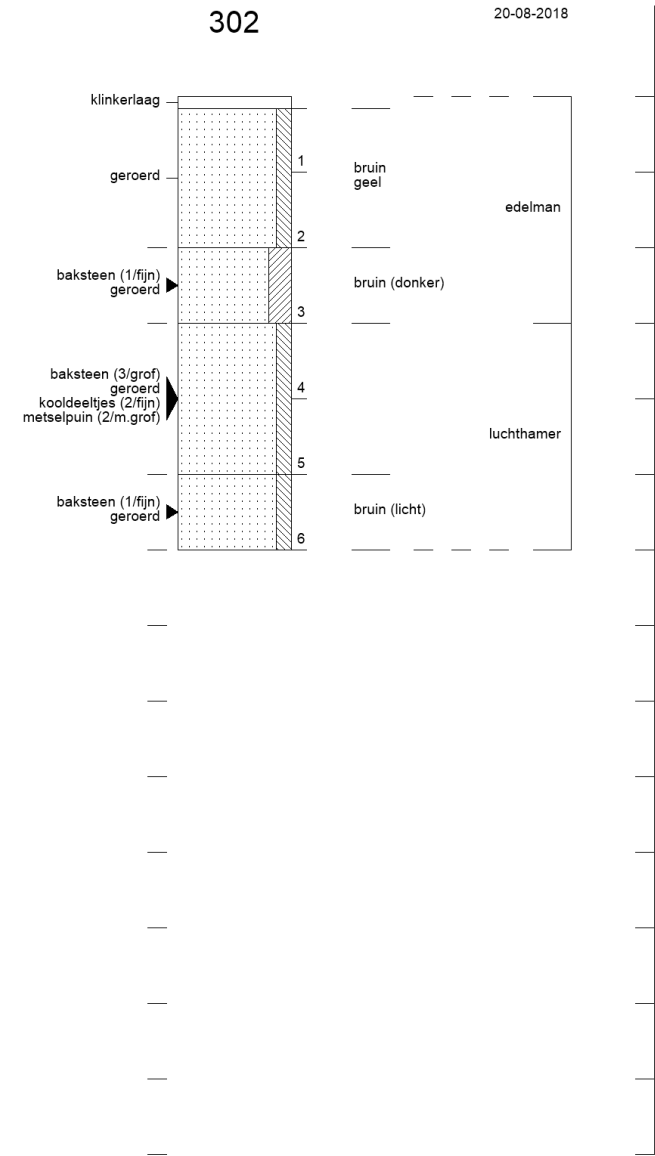 302
20-08-2018
klinkerlaag
geroerd
1
bruin
geel
edelman
2
baksteen (1/fijn)
geroerd
bruin (donker)
3
baksteen (3/grof)
geroerd
kooldeeltjes (2/fijn)
metselpuin (2/m.grof)
4
luchthamer
5
baksteen (1/fijn)
geroerd
bruin (licht)
6